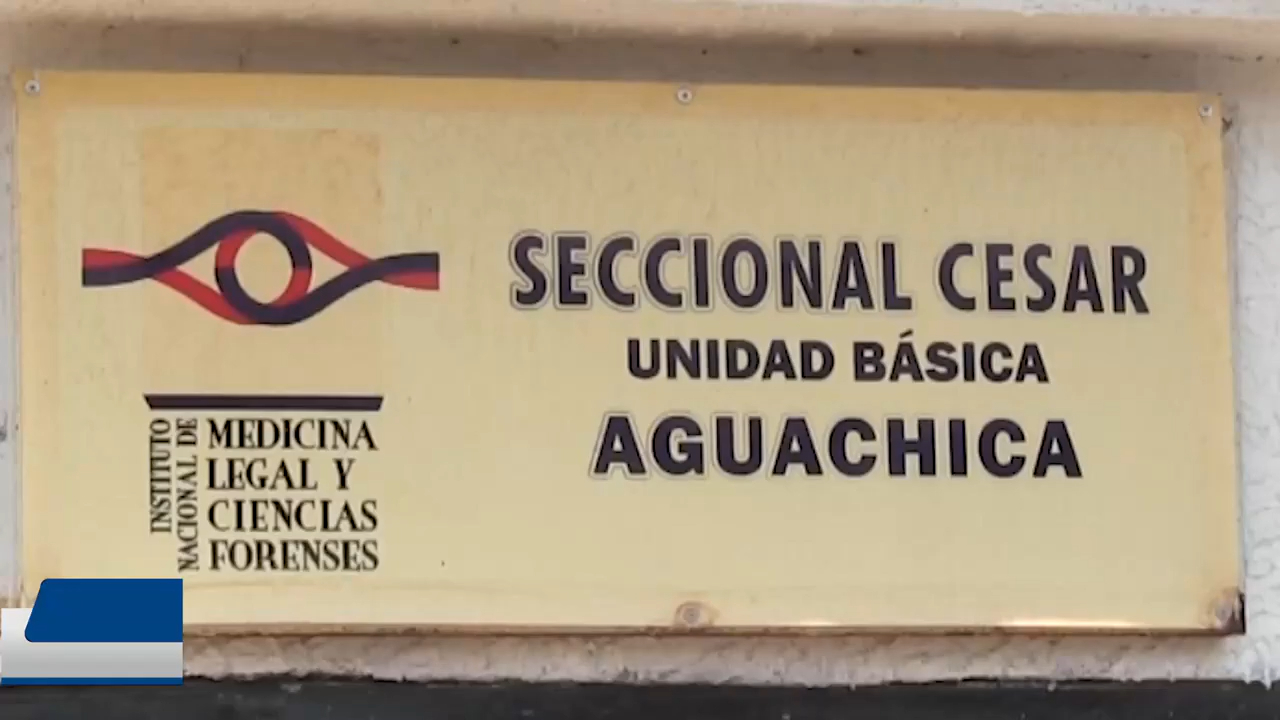 INSTITUTO
NACIONAL DE
MEDICINA
LEGAL Y
CIENCIAS
FORENSES
SECCIONAL CESAR
UNIDAD BÁSICA
AGUACHICA